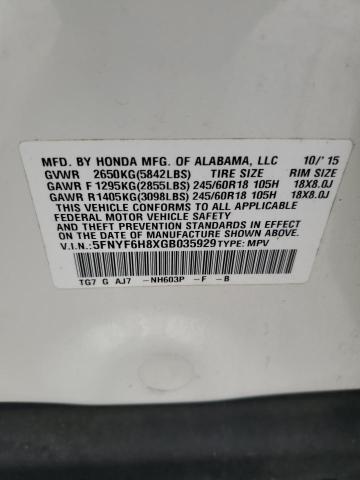 MFD. BY HONDA MFG. OF ALABAMA, LLC 10/'15
GVWR 2650KG(5842LBS) TIRE SIZE RIM SIZE
GAWR F 1295KG(2855LBS) 245/60R18 105H 18X8.0J
GAWR R1405KG(3098LBS) 245/60R18 105H 18X8.0J
THIS VEHICLE CONFORMS TO ALL APPLICABLE
FEDERAL MOTOR VEHICLE SAFETY
AND THEFT PREVENTION STANDARDS IN EFFECT
ON THE DATE OF MANUFACTURE SHOWN ABOVE.
V.I.N.: 5FNYF6H8XGB035929 TYPE: MPV
TG7 G AJ7 -NH603P -F -B